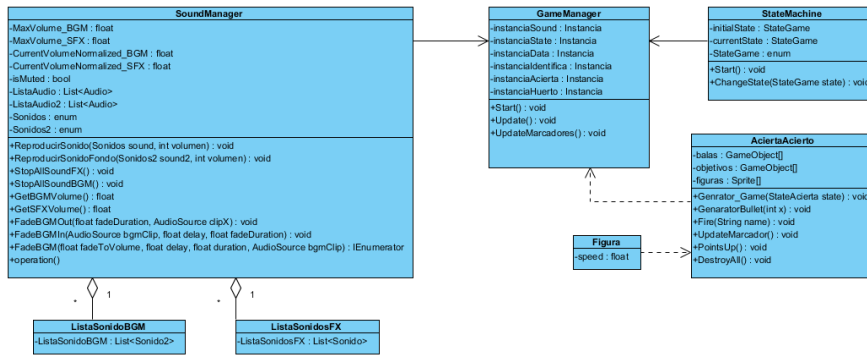 SoundManager
-MaxVolume_BGM : float
-MaxVolume_SFX : float
-CurrentVolumeNormalized_BGM : float
-CurrentVolumeNormalized_SFX : float
-isMuted : bool
-ListaAudio : List<Audio>
-ListaAudio2 : List<Audio>
-Sonidos : enum
-Sonidos2 : enum
+ReproducirSonido(Sonidos sound, int volumen) : void
+ReproducirSonidoFondo(Sonidos2 sound2, int volumen) : void
+StopAllSoundFX() : void
+StopAllSoundBGM() : void
+GetBGMVolume() : float
+GetSFXVolume() : float
+FadeBGMOut(float fadeDuration, AudioSource clipX) : void
+FadeBGMIn(AudioSource bgmClip, float delay, float fadeDuration) : void
+FadeBGM(float fadeToVolume, float delay, float duration, AudioSource bgmClip) : IEnumerator
+operation()
GameManager
-instanciaSound : Instancia
-instanciaState : Instancia
-instanciaData : Instancia
-instanciaIdentifica : Instancia
-instanciaAcierta : Instancia
-instanciaHuerto : Instancia
+Start() : void
+Update() : void
+UpdateMarcadores() : void
StateMachine
-initialState : StateGame
-currentState : StateGame
-StateGame : enum
+Start() : void
+ChangeState(StateGame state) : void
AciertaAcierto
-balas : GameObject[]
-objetivos : GameObject[]
-figuras : Sprite[]
+Genrator_Game(StateAcierta state) : void
+GenaratorBullet(int x) : void
+Fire(String name) : void
+UpdateMarcador() : void
+PointsUp() : void
+DestroyAll() : void
Figura
-speed : float
1
*
1
*
ListaSonidoBGM
-ListaSonidoBGM : List<Sonido2>
ListaSonidosFX
-ListaSonidosFX : List<Sonido>